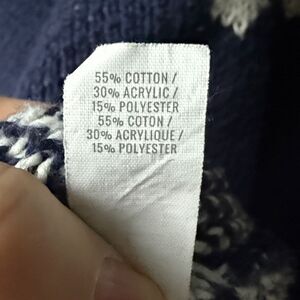 55% COTTON /
30% ACRYLIC /
15% POLYESTER
55% COTON /
30% ACRYLIQUE /
15% POLYESTER